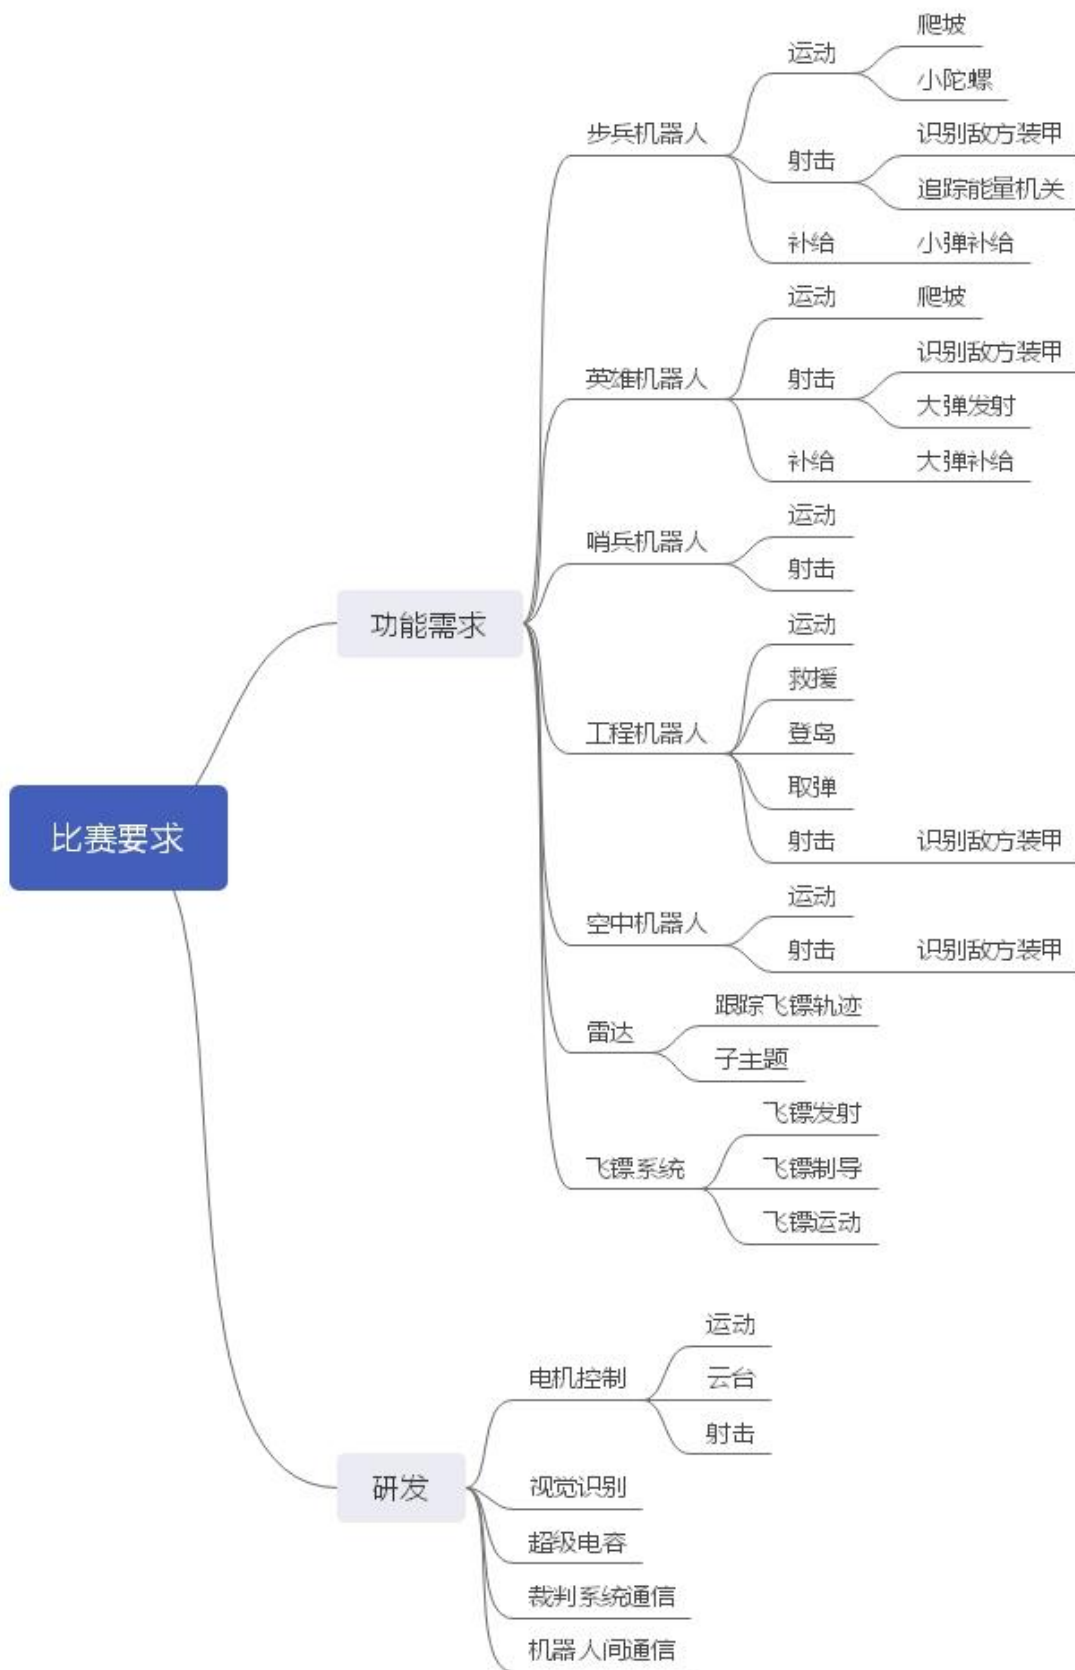 比赛要求
功能需求
步兵机器人
运动
爬坡
小陀螺
射击
识别敌方装甲
追踪能量机关
补给
小弹补给
英雄机器人
运动
爬坡
射击
识别敌方装甲
大弹发射
补给
大弹补给
哨兵机器人
运动
射击
工程机器人
运动
救援
登岛
取弹
射击
识别敌方装甲
空中机器人
运动
射击
识别敌方装甲
雷达
跟踪飞镖轨迹
子主题
飞镖系统
飞镖发射
飞镖制导
飞镖运动
研发
电机控制
运动
云台
射击
视觉识别
超级电容
裁判系统通信
机器人间通信